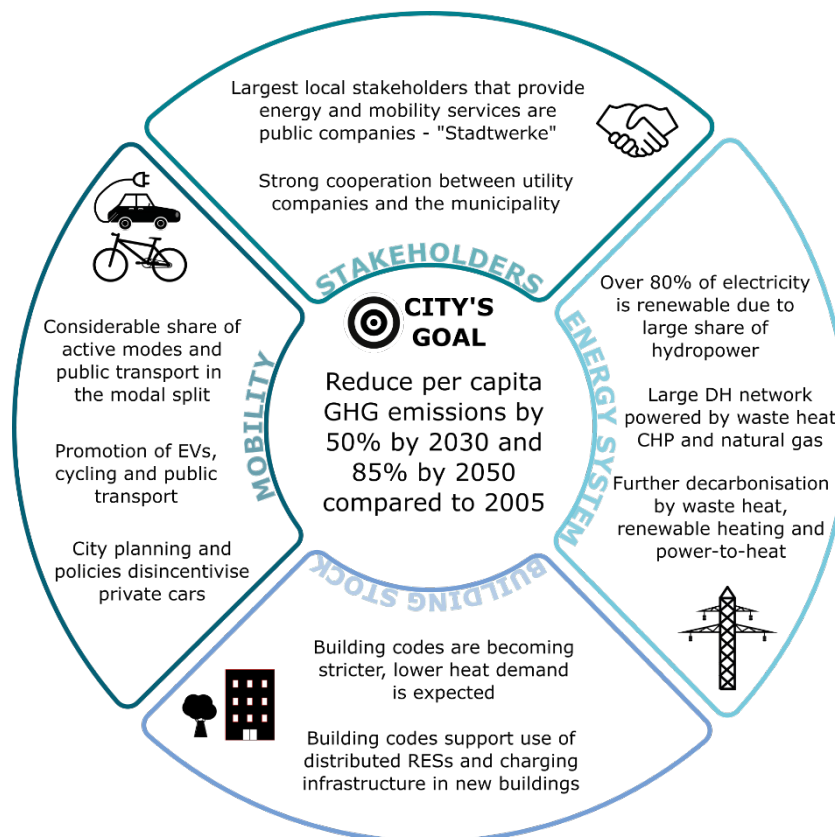 Largest local stakeholders that provide
energy and mobility services are
public companies - "Stadtwerke"
Strong cooperation between utility
companies and the municipality
STAKEHOLDERS
CITY'S
GOAL
Reduce per capita
GHG emissions by
50% by 2030 and
85% by 2050
compared to 2005
MOBILITY
Considerable share of
active modes and
public transport in
the modal split
Promotion of EVs,
cycling and public
transport
City planning and
policies disincentivise
private cars
ENERGY SYSTEM
Over 80% of electricity
is renewable due to
large share of
hydropower
Large DH network
powered by waste heat
CHP and natural gas
Further decarbonisation
by waste heat,
renewable heating and
power-to-heat
BUILDING STOCK
Building codes are becoming
stricter, lower heat demand
is expected
Building codes support use of
distributed RESs and charging
infrastructure in new buildings